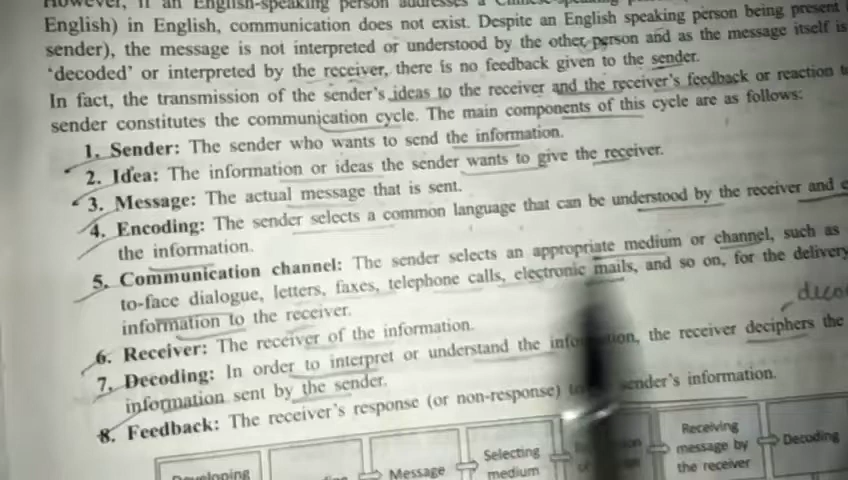 However, if an English-speaking person addresses a
English) in English, communication does not exist. Despite an English speaking person being present
sender), the message is not interpreted or understood by the other person and as the message itself is
'decoded' or interpreted by the receiver, there is no feedback given to the sender.
In fact, the transmission of the sender's ideas to the receiver and the receiver's feedback or reaction
sender constitutes the communication cycle. The main components of this cycle are as follows:
1. Sender: The sender who wants to send the information.
2. Idea: The information or ideas the sender wants to give the receiver.
3. Message: The actual message that is sent.
4. Encoding: The sender selects a common language that can be understood by the receiver and
the information.
5. Communication channel: The sender selects an appropriate medium or channel, such as
to-face dialogue, letters, faxes, telephone calls, electronic mails, and so on, for the delivery
information to the receiver.
6. Receiver: The receiver of the information.
7. Decoding: In order to interpret or understand the information, the receiver deciphers the
information sent by the sender.
8. Feedback: The receiver's response (or non-response) sender's information.
Developing
Message
Selecting
medium
Receiving
message by
the receiver
Decoding